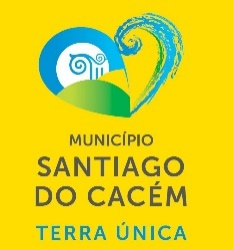 MUNICÍPIO
SANTIAGO
DO CACÉM
TERRA ÚNICA